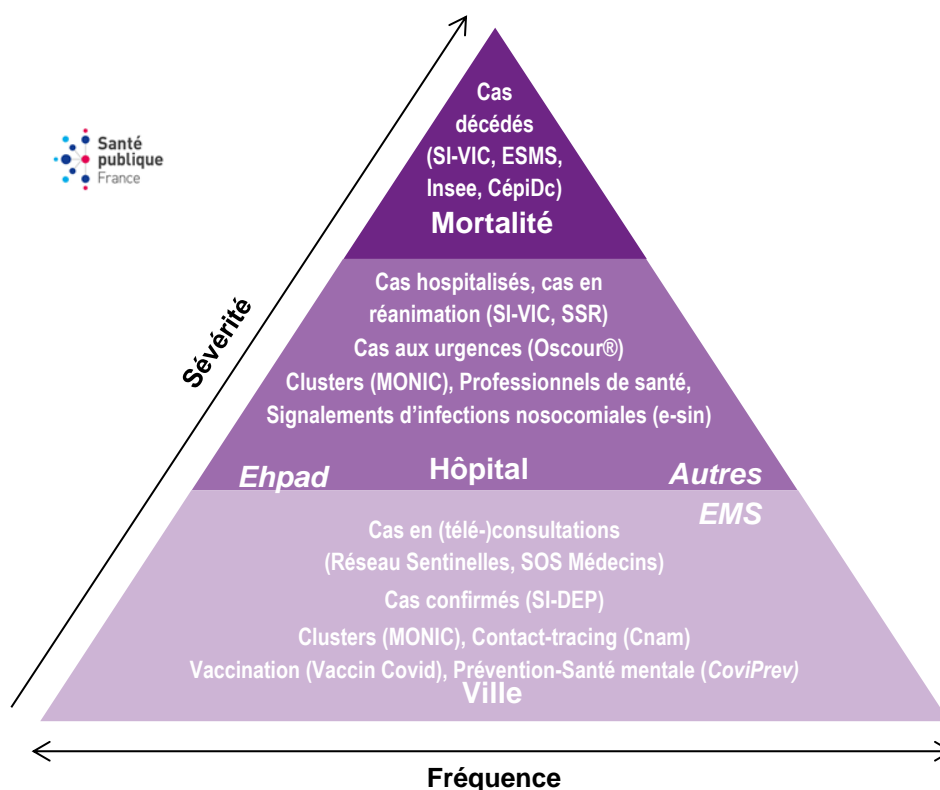 Santé
publique
France
Sévérité
Cas
décédés
(SI-VIC, ESMS,
Insee, CépiDc)
Mortalité
Cas hospitalisés, cas en
réanimation (SI-VIC, SSR)
Cas aux urgences (Oscour®)
Clusters (MONIC), Professionnels de santé,
Signalements d’infections nosocomiales (e-sin)
Ehpad
Hôpital
Autres
EMS
Cas en (télé-)consultations
(Réseau Sentinelles, SOS Médecins)
Cas confirmés (SI-DEP)
Clusters (MONIC), Contact-tracing (Cnam)
Vaccination (Vaccin Covid), Prévention-Santé mentale (CoviPrev)
Ville
Fréquence